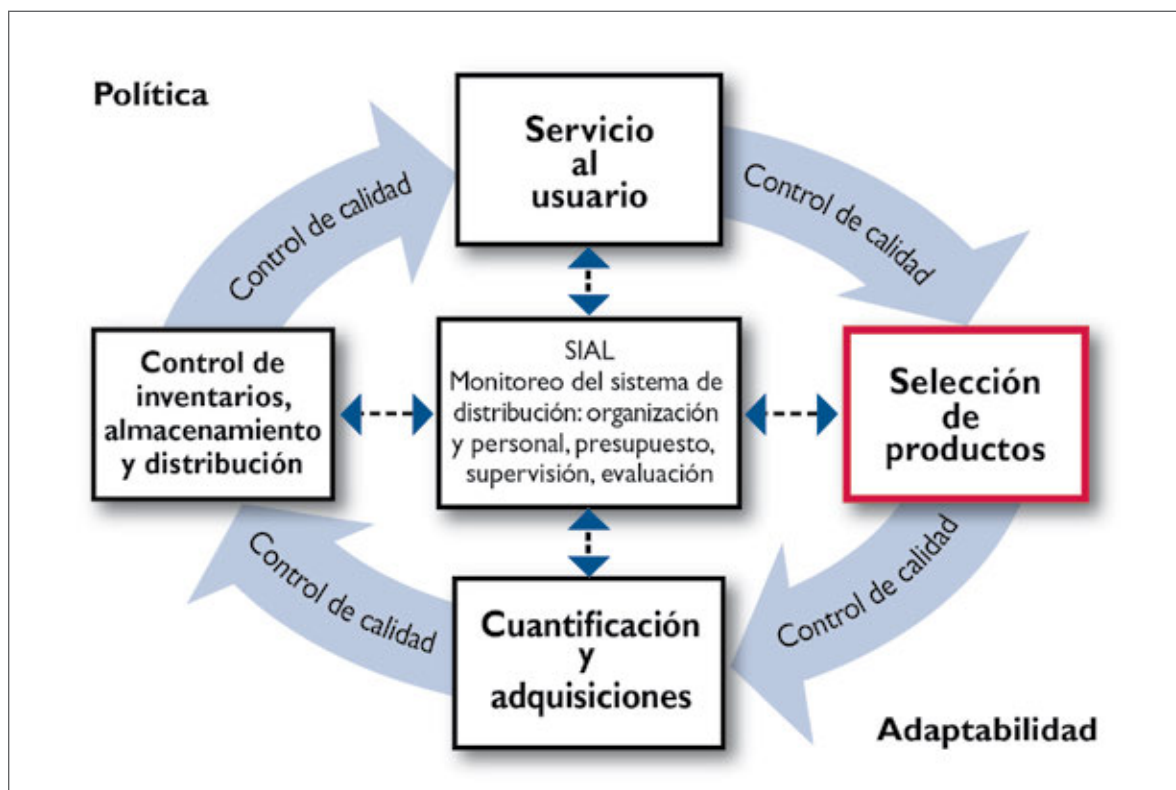 Política
Servicio
al
usuario
Control de calidad
Control de calidad
Control de
inventarios,
almacenamiento
y distribución
SIAL
Monitoreo del sistema de
distribución: organización
y personal, presupuesto,
supervisión, evaluación
Selección
de
productos
Control de calidad
Control de calidad
Cuantificación
y
adquisiciones
Adaptabilidad